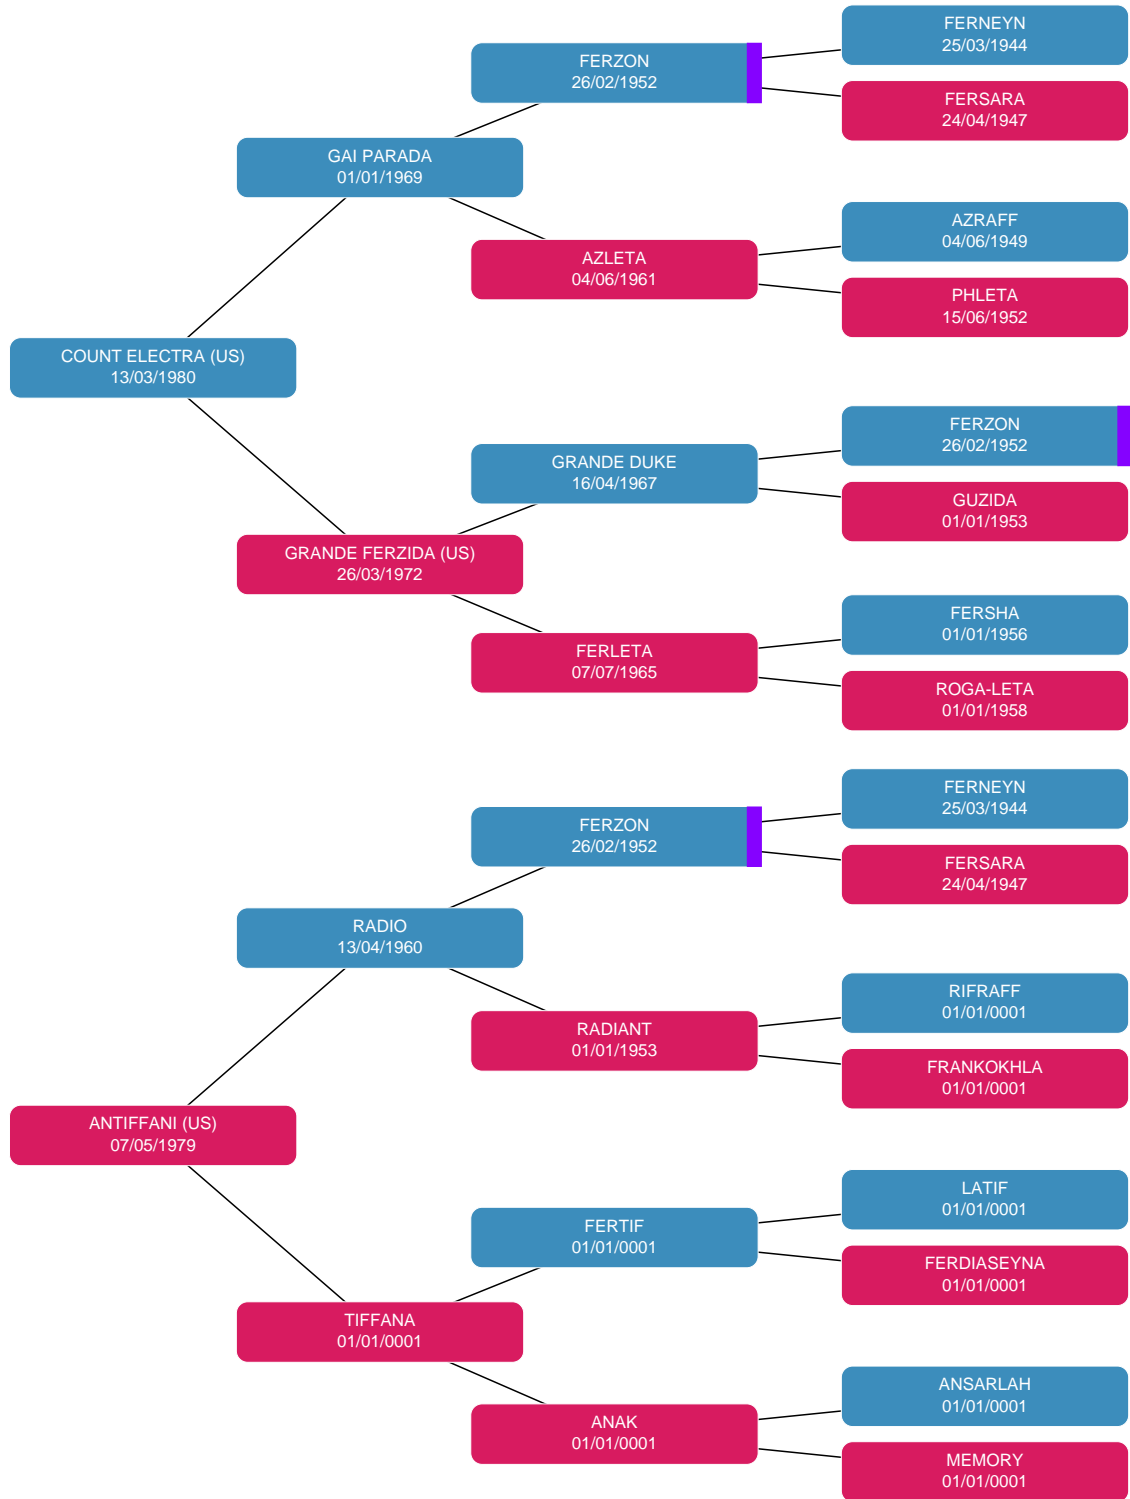 FERNEYN
25/03/1944
FERZON
26/02/1952
FERSARA
24/04/1947
GAI PARADA
01/01/1969
AZRAFF
04/06/1949
AZLETA
04/06/1961
PHLETA
15/06/1952
COUNT ELECTRA (US)
13/03/1980
FERZON
26/02/1952
GRANDE DUKE
16/04/1967
GUZIDA
01/01/1953
GRANDE FERZIDA (US)
26/03/1972
FERSHA
01/01/1956
FERLETA
07/07/1965
ROGA-LETA
01/01/1958
FERNEYN
25/03/1944
FERZON
26/02/1952
FERSARA
24/04/1947
RADIO
13/04/1960
RIFRAFF
01/01/0001
RADIANT
01/01/1953
FRANKOKHLA
01/01/0001
ANTIFFANI (US)
07/05/1979
LATIF
01/01/0001
FERTIF
01/01/0001
FERDIASEYNA
01/01/0001
TIFFANA
01/01/0001
ANSARLAH
01/01/0001
ANAK
01/01/0001
MEMORY
01/01/0001